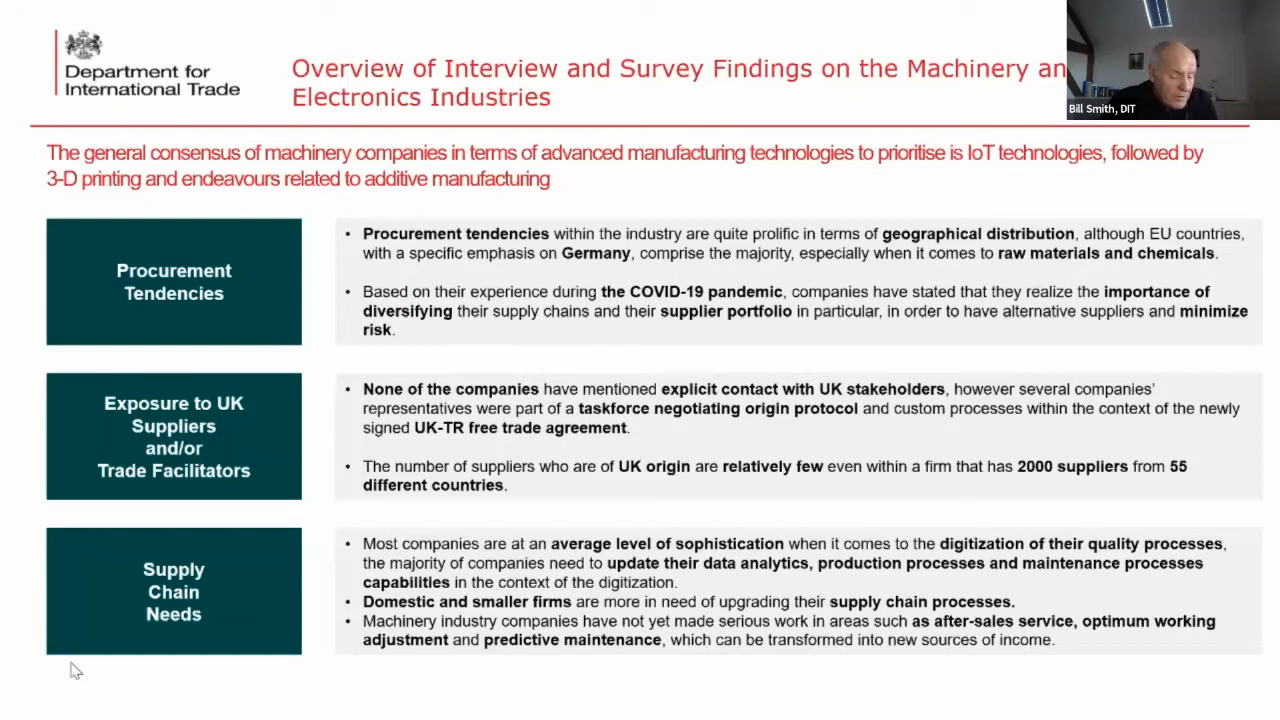 Department for
International Trade
Overview of Interview and Survey Findings on the Machinery an
Electronics Industries
Bill Smith, DIT
The general consensus of machinery companies in terms of advanced manufacturing technologies to prioritise is IoT technologies, followed by
3-D printing and endeavours related to additive manufacturing
Procurement
Tendencies
• Procurement tendencies within the industry are quite prolific in terms of geographical distribution, although EU countries,
with a specific emphasis on Germany, comprise the majority, especially when it comes to raw materials and chemicals.
• Based on their experience during the COVID-19 pandemic, companies have stated that they realize the importance of
diversifying their supply chains and their supplier portfolio in particular, in order to have alternative suppliers and minimize
risk.
Exposure to UK
Suppliers
and/or
Trade Facilitators
• None of the companies have mentioned explicit contact with UK stakeholders, however several companies'
representatives were part of a taskforce negotiating origin protocol and custom processes within the context of the newly
signed UK-TR free trade agreement.
• The number of suppliers who are of UK origin are relatively few even within a firm that has 2000 suppliers from 55
different countries.
Supply
Chain
Needs
• Most companies are at an average level of sophistication when it comes to the digitization of their quality processes,
the majority of companies need to update their data analytics, production processes and maintenance processes
capabilities in the context of the digitization.
• Domestic and smaller firms are more in need of upgrading their supply chain processes.
• Machinery industry companies have not yet made serious work in areas such as after-sales service, optimum working
adjustment and predictive maintenance, which can be transformed into new sources of income.